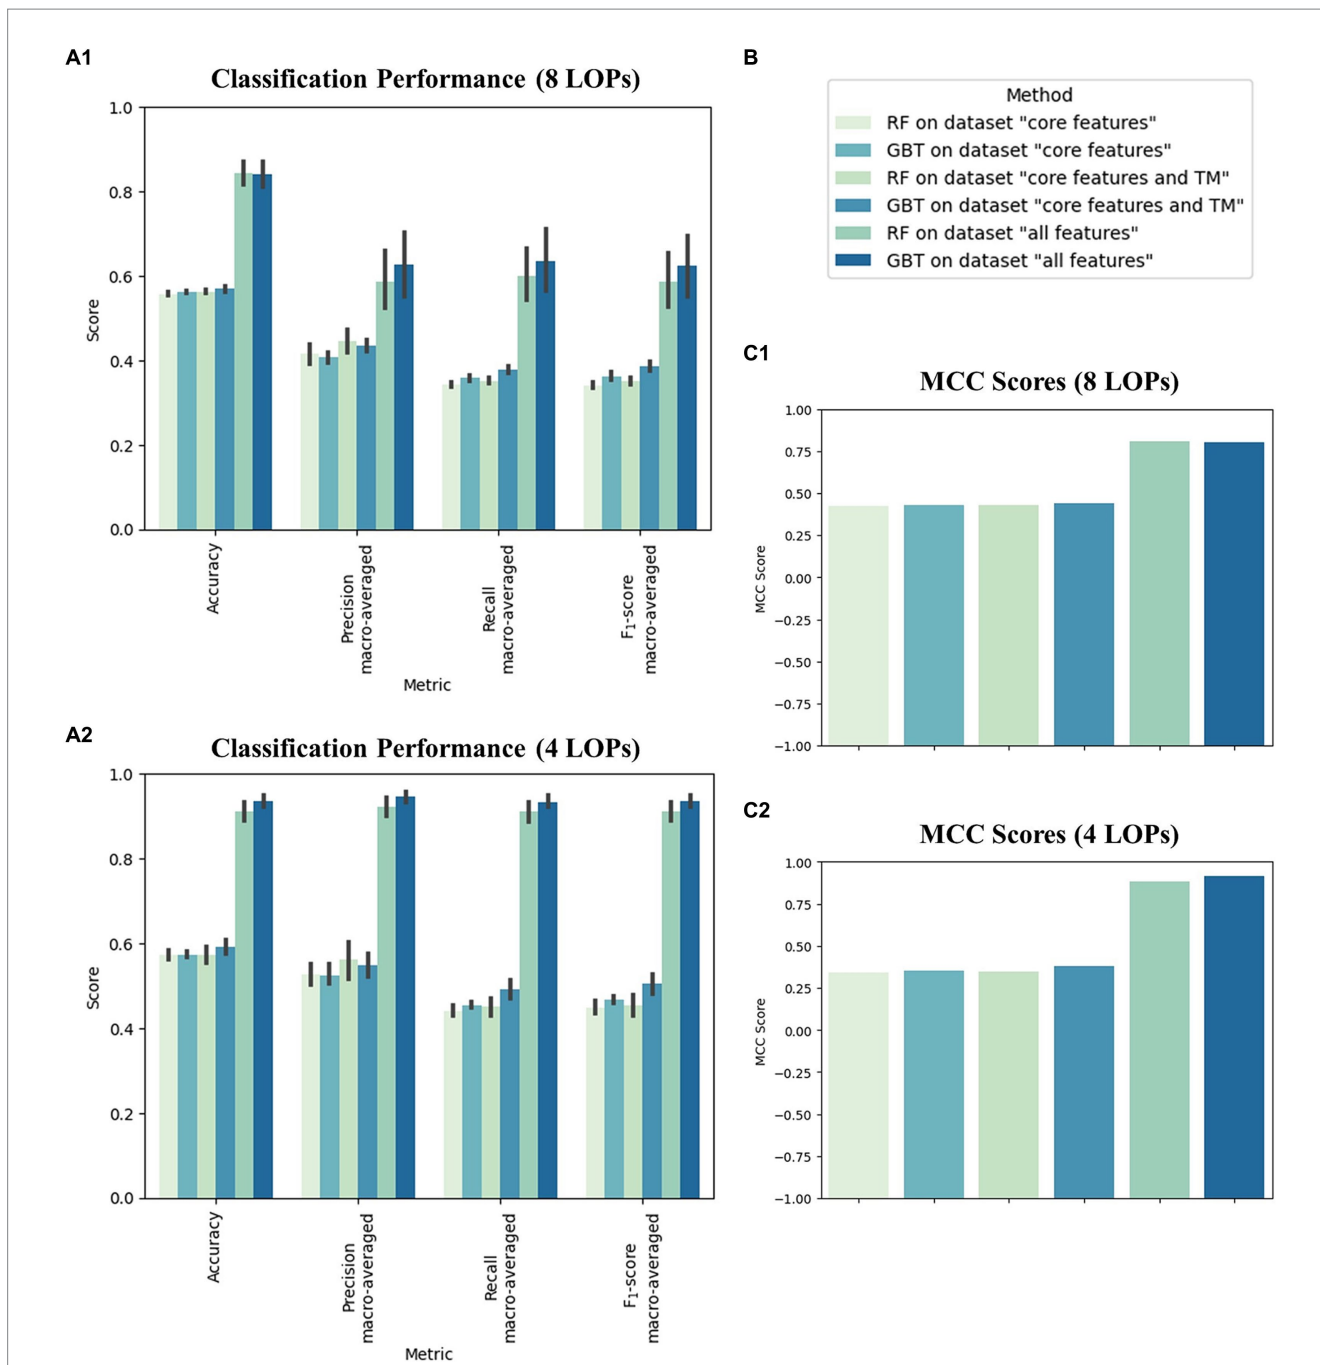 A1
Classification Performance (8 LOPs)
1.0
0.8
0.6
0.4
0.2
0.0
Score
Accuracy
Precision
macro-averaged
Recall
macro-averaged
F₁-score
macro-averaged
Metric
A2
Classification Performance (4 LOPs)
1.0
0.8
0.6
0.4
0.2
0.0
Score
Accuracy
Precision
macro-averaged
Recall
macro-averaged
F₁-score
macro-averaged
Metric
B
Method
RF on dataset "core features"
GBT on dataset "core features"
RF on dataset "core features and TM"
GBT on dataset "core features and TM"
RF on dataset "all features"
GBT on dataset "all features"
C1
MCC Scores (8 LOPs)
1.00
0.75
0.50
0.25
0.00
−0.25
−0.50
−0.75
−1.00
MCC Score
C2
MCC Scores (4 LOPs)
1.00
0.75
0.50
0.25
0.00
−0.25
−0.50
−0.75
−1.00
MCC Score